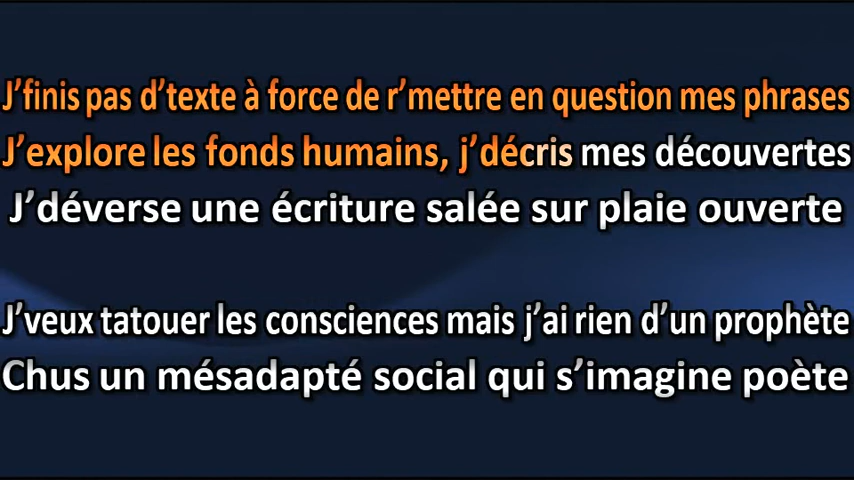 J’finis pas d’texte à force de r’mettre en question mes phrases
J’explore les fonds humains, j’décris mes découvertes
J’déverse une écriture salée sur plaie ouverte
J’veux tatouer les consciences mais j’ai rien d’un prophète
Chus un mésadapté social qui s’imagine poète